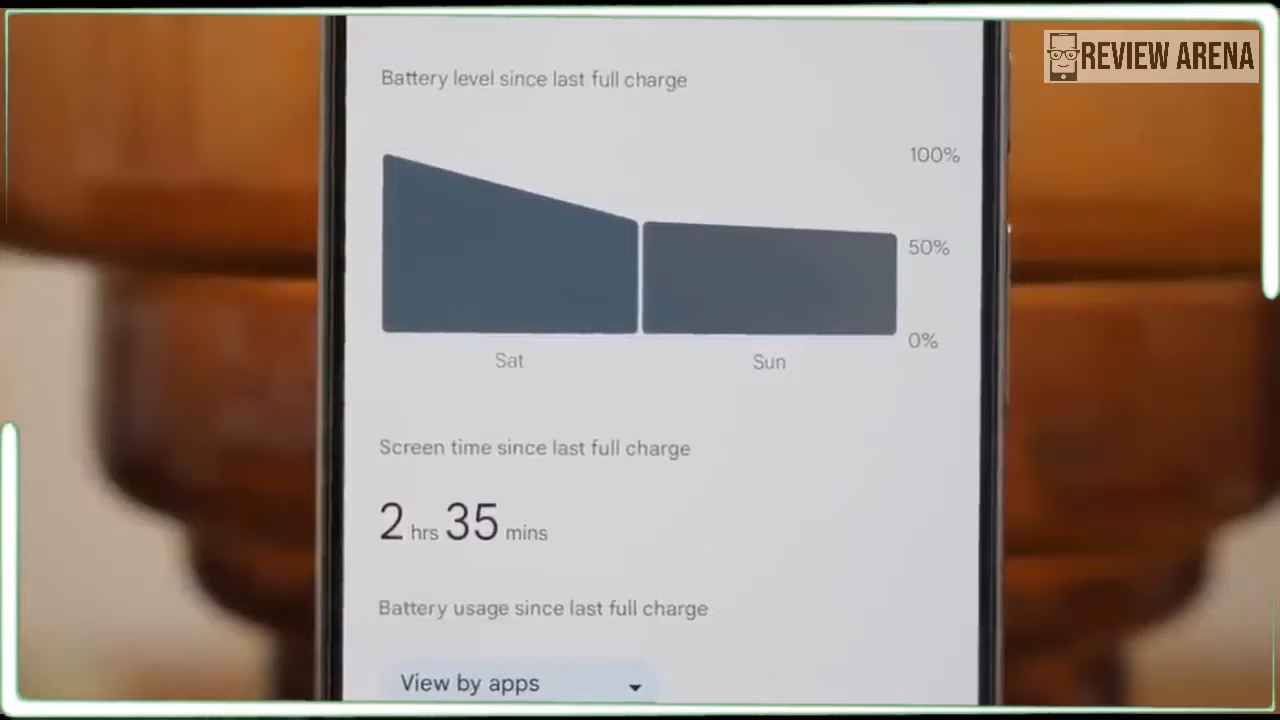 REVIEW ARENA
Battery level since last full charge
100%
50%
0%
Sat Sun
Screen time since last full charge
2 hrs 35 mins
Battery usage since last full charge
View by apps